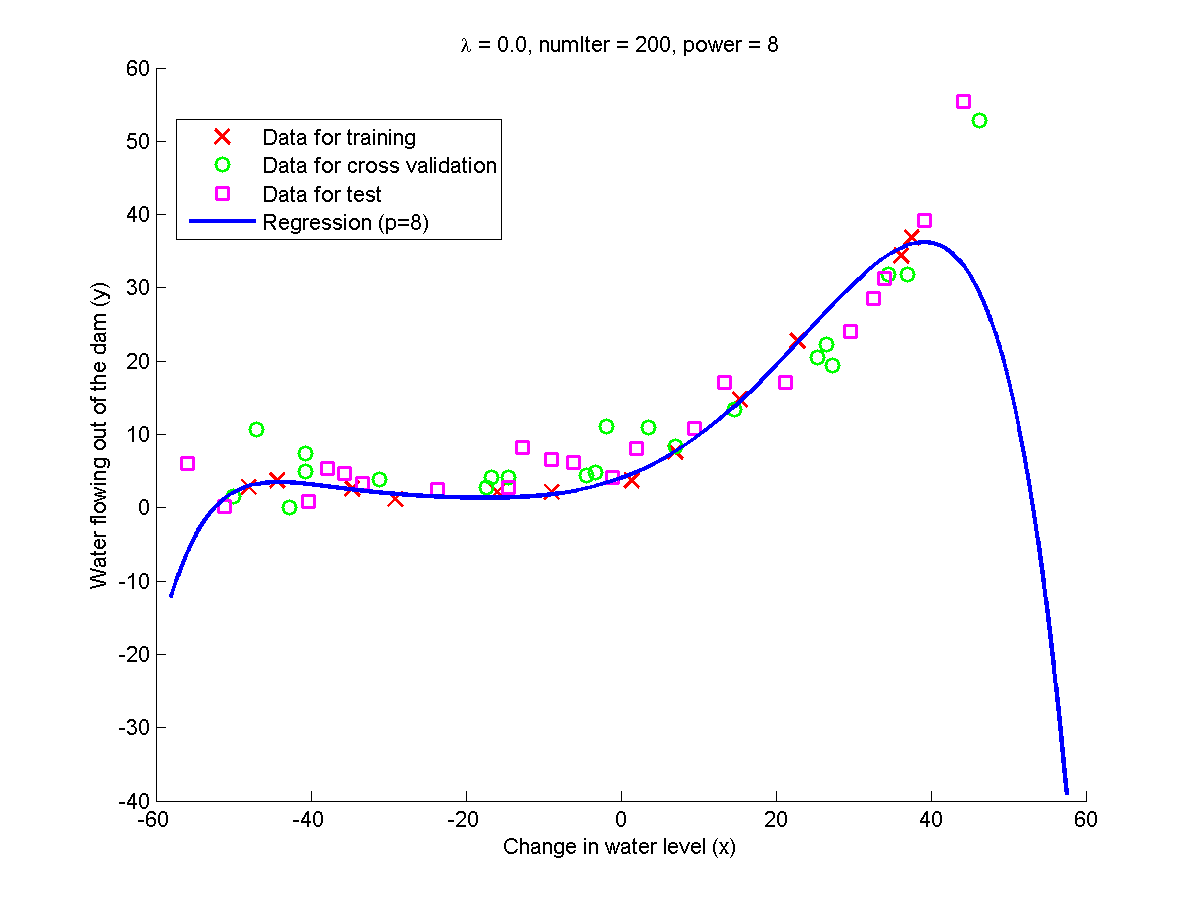 λ = 0.0, numIter = 200, power = 8
60
50
40
30
20
10
0
-10
-20
-30
-40
Water flowing out of the dam (y)
Data for training
Data for cross validation
Data for test
Regression (p=8)
-60
-40
-20
0
20
40
60
Change in water level (x)